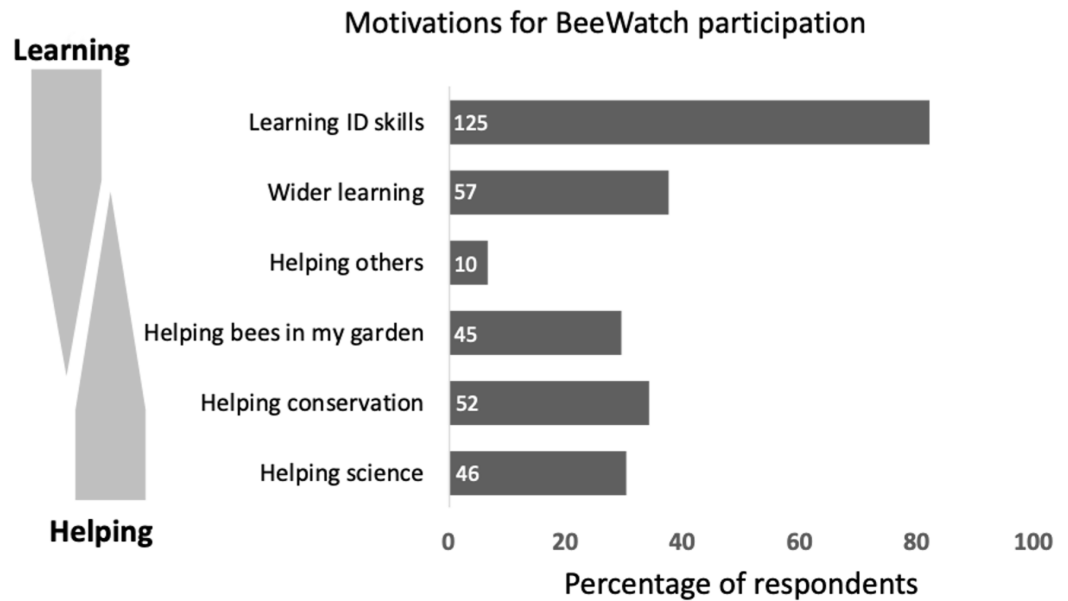 Motivations for BeeWatch participation
Learning
Learning ID skills 125
Wider learning 57
Helping others 10
Helping bees in my garden 45
Helping conservation 52
Helping science 46
Helping
0 20 40 60 80 100
Percentage of respondents